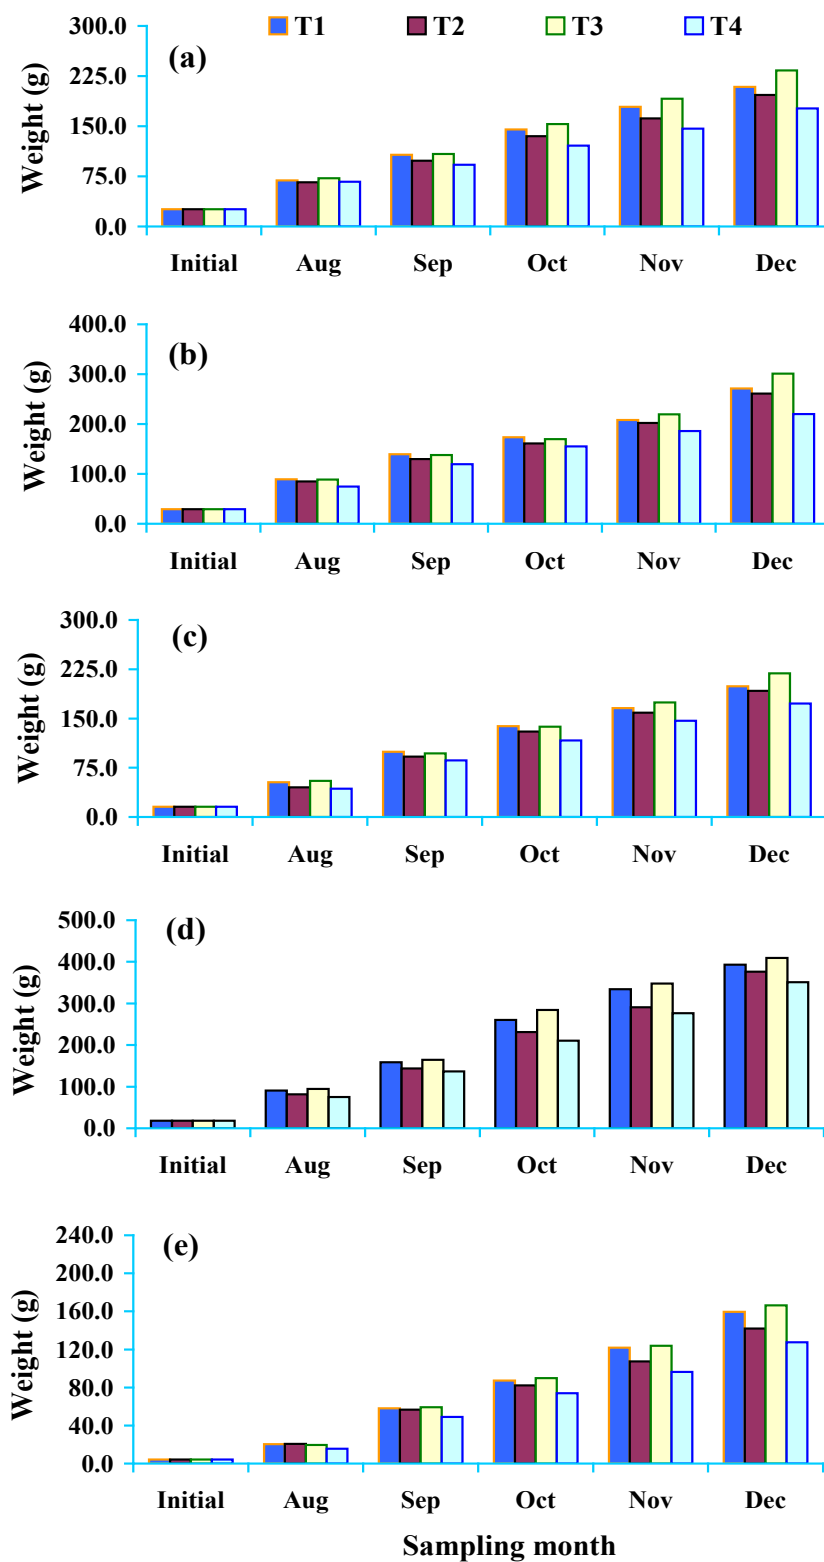 T1 T2 T3 T4
(a)
Weight (g)
300.0
225.0
150.0
75.0
0.0
Initial Aug Sep Oct Nov Dec
(b)
Weight (g)
400.0
300.0
200.0
100.0
0.0
Initial Aug Sep Oct Nov Dec
(c)
Weight (g)
300.0
225.0
150.0
75.0
0.0
Initial Aug Sep Oct Nov Dec
(d)
Weight (g)
500.0
400.0
300.0
200.0
100.0
0.0
Initial Aug Sep Oct Nov Dec
(e)
Weight (g)
240.0
200.0
160.0
120.0
80.0
40.0
0.0
Initial Aug Sep Oct Nov Dec
Sampling month